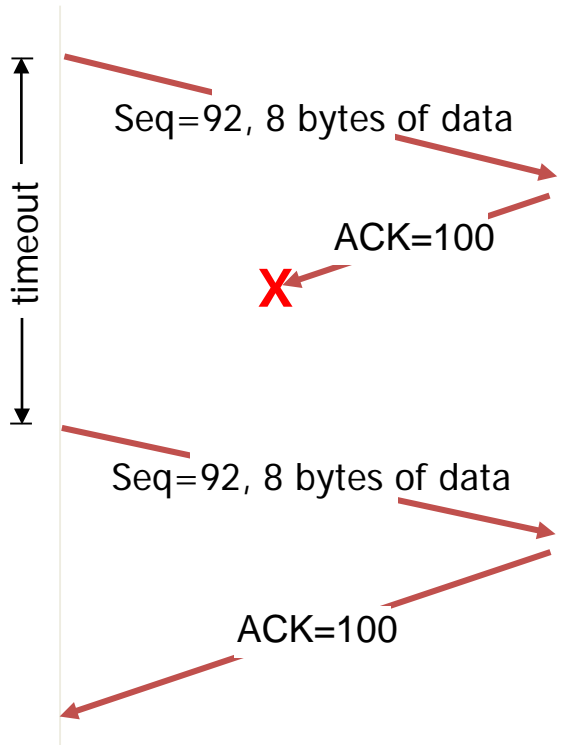 timeout
Seq=92, 8 bytes of data
ACK=100
X
Seq=92, 8 bytes of data
ACK=100